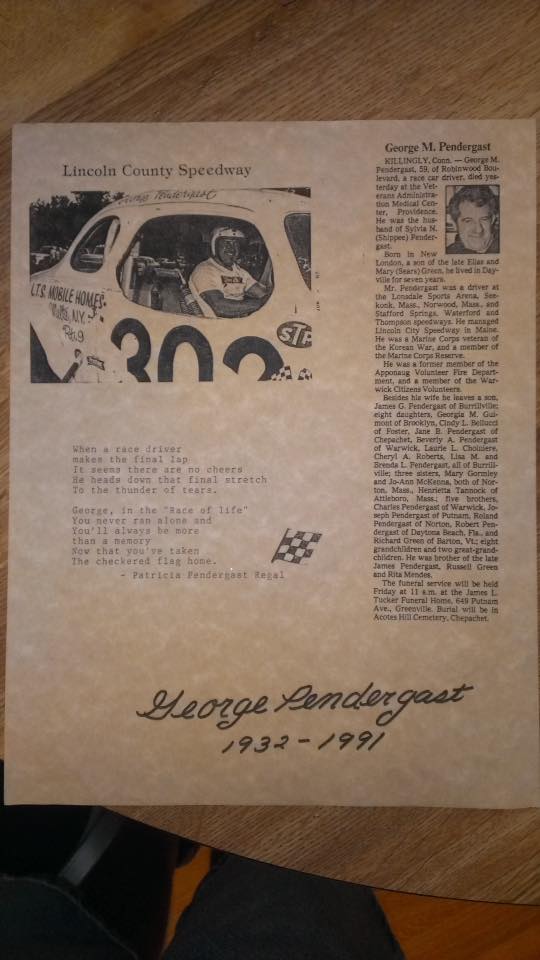 Lincoln County Speedway
George Pendergast
L.T.S. MOBILE HOMES
N.Y.
Rt. 9
302
STP
When a race driver
makes the final lap
It seems there are no cheers
He heads down that final stretch
To the thunder of tears.
George, in the "Race of life"
You never ran alone and
You'll always be more
than a memory
Now that you've taken
The checkered flag home.
- Patricia Pendergast Regal
George M. Pendergast
KILLINGLY, Conn. — George M.
Pendergast, 59, of Robinwood Bou-
levard, a race car driver, died yes-
terday at the Vet-
erans Administra-
tion Medical Cen-
ter, Providence.
He was the hus-
band of Sylvia N.
(Shippee) Pender-
gast.
Born in New
London, a son of the late Elias and
Mary (Sears) Green, he lived in Day-
ville for seven years.
Mr. Pendergast was a driver at
the Lonsdale Sports Arena, See-
konk, Mass., Norwood, Mass., and
Stafford Springs, Waterford and
Thompson speedways. He managed
Lincoln City Speedway in Maine.
He was a Marine Corps veteran of
the Korean War, and a member of
the Marine Corps Reserve.
He was a former member of the
Apponaug Volunteer Fire Depart-
ment, and a member of the War-
wick Citizens Volunteers.
Besides his wife he leaves a son,
James G. Pendergast of Burrillville;
eight daughters, Georgia M. Gui-
mont of Brooklyn, Cindy L. Bellucci
of Foster, Jane B. Pendergast of
Chepachet, Beverly A. Pendergast
of Warwick, Laurie L. Choiniere,
Cheryl A. Roberts, Lisa M. and
Brenda L. Pendergast, all of Burrill-
ville; three sisters, Mary Gormley
and Jo-Ann McKenna, both of Nor-
ton, Mass., Henrietta Tannock of
Attleboro, Mass.; five brothers,
Charles Pendergast of Warwick, Jo-
seph Pendergast of Putnam, Roland
Pendergast of Norton, Robert Pen-
dergast of Daytona Beach, Fla., and
Richard Green of Barton, Vt.; eight
grandchildren and two great-grand-
children. He was brother of the late
James Pendergast, Russell Green
and Rita Mendes.
The funeral service will be held
Friday at 11 a.m. at the James L.
Tucker Funeral Home, 649 Putnam
Ave., Greenville. Burial will be in
Acotes Hill Cemetery, Chepachet.
George Pendergast
1932 - 1991